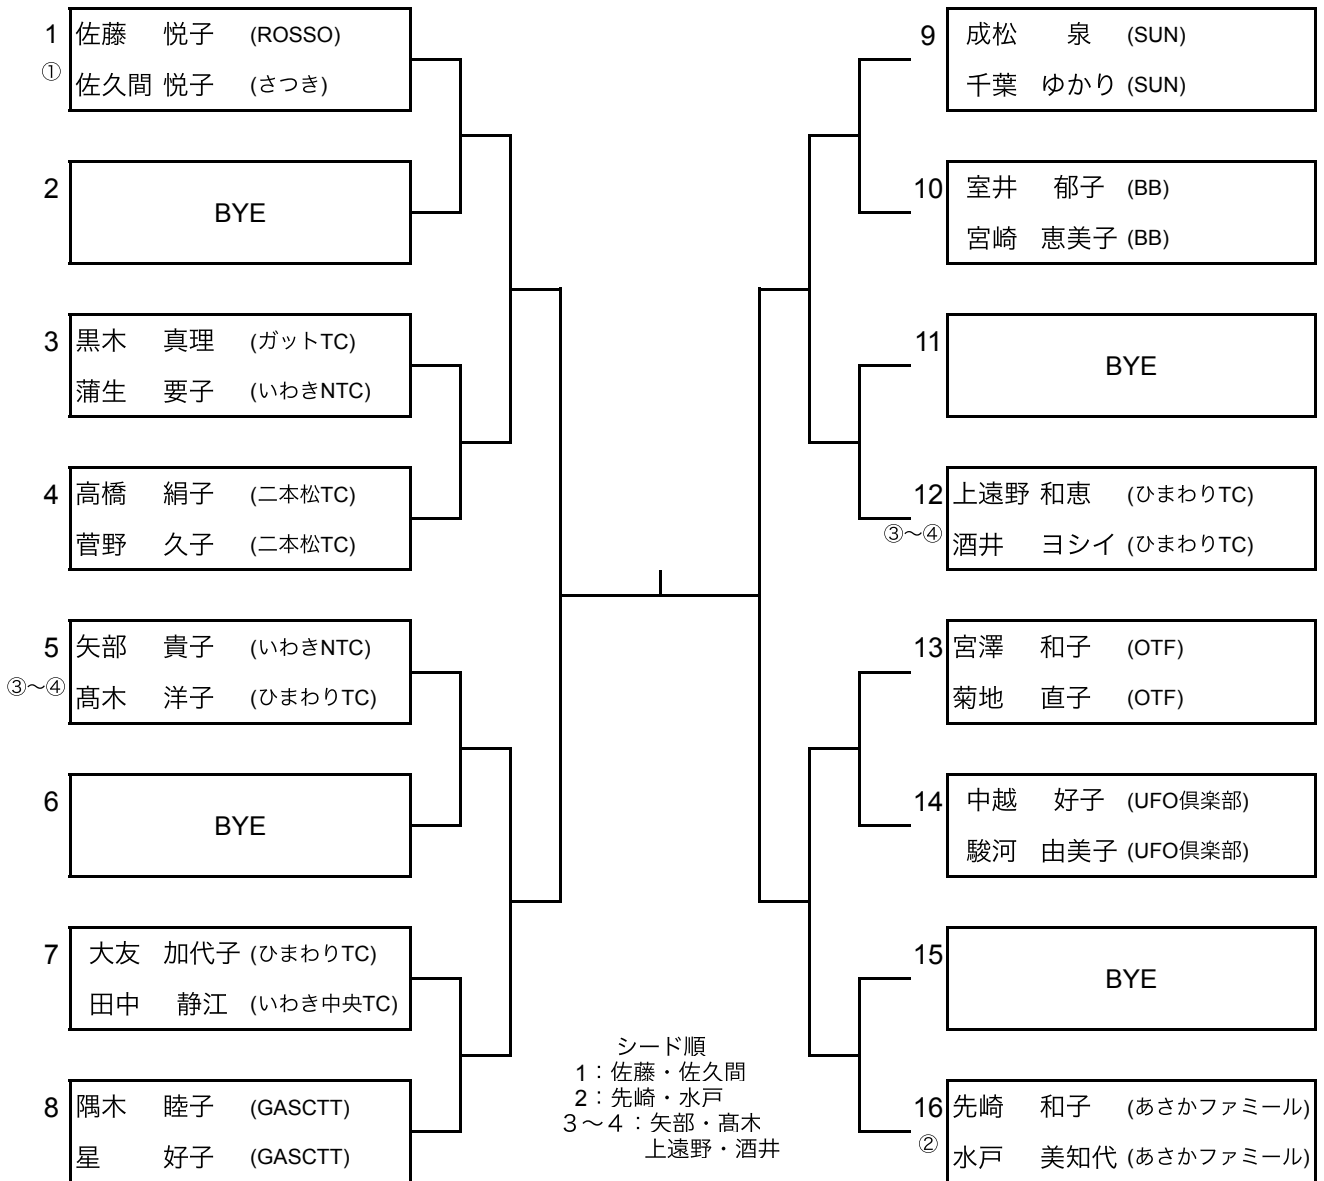 1 佐藤 悦子 (ROSSO)
① 佐久間 悦子 (さつき)
2 BYE
3 黒木 真理 (ガットTC)
蒲生 要子 (いわきNTC)
4 高橋 絹子 (二本松TC)
菅野 久子 (二本松TC)
5 矢部 貴子 (いわきNTC)
③～④ 髙木 洋子 (ひまわりTC)
6 BYE
7 大友 加代子 (ひまわりTC)
田中 静江 (いわき中央TC)
8 隅木 睦子 (GASCTT)
星 好子 (GASCTT)
シード順
1：佐藤・佐久間
2：先崎・水戸
３～４：矢部・髙木
上遠野・酒井
9 成松 泉 (SUN)
千葉 ゆかり (SUN)
10 室井 郁子 (BB)
宮崎 恵美子 (BB)
11 BYE
12 上遠野 和恵 (ひまわりTC)
③～④ 酒井 ヨシイ (ひまわりTC)
13 宮澤 和子 (OTF)
菊地 直子 (OTF)
14 中越 好子 (UFO倶楽部)
駿河 由美子 (UFO倶楽部)
15 BYE
16 先崎 和子 (あさかファミール)
② 水戸 美知代 (あさかファミール)